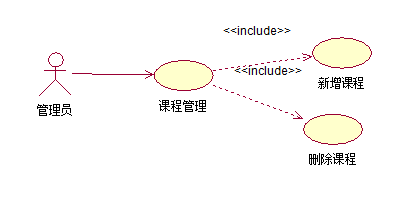 <<include>>
<<include>>
新增课程
管理员
课程管理
删除课程